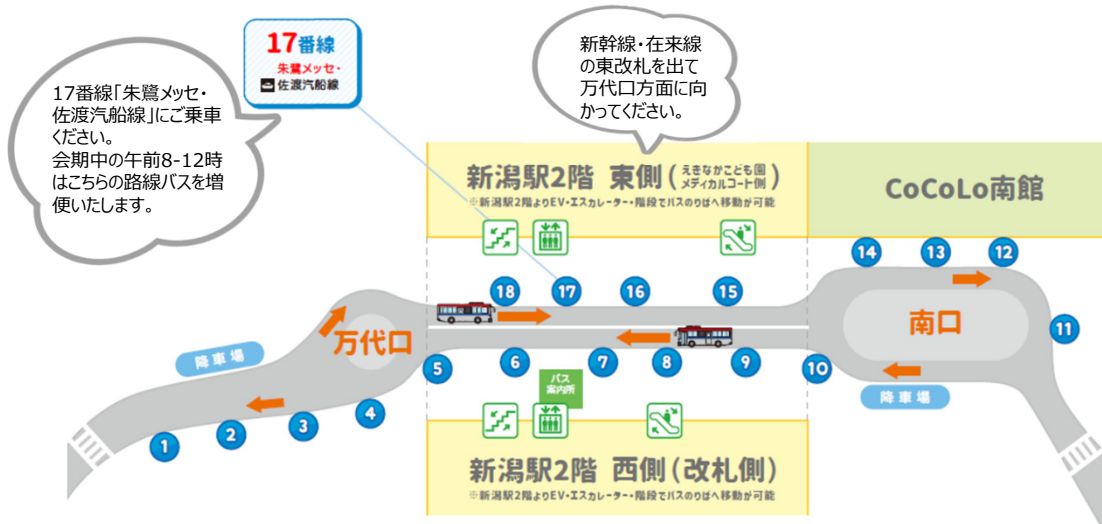 17番線
朱鷺メッセ・
佐渡汽船線
17番線「朱鷺メッセ・
佐渡汽船線」にご乗車
ください。
会期中の午前8-12時
はこちらの路線バスを増
便いたします。
新幹線・在来線
の東改札を出て
万代口方面に向
かってください。
新潟駅2階 東側(えきなかこども園
メディカルコート側)
※新潟駅2階よりEV・エスカレーター・階段でバスのりばへ移動が可能
CoCoLo南館
14
13
12
18
17
16
15
万代口
南口
11
降車場
5
6
7
8
9
10
バス
案内所
降車場
4
3
2
1
新潟駅2階 西側(改札側)
※新潟駅2階よりEV・エスカレーター・階段でバスのりばへ移動が可能